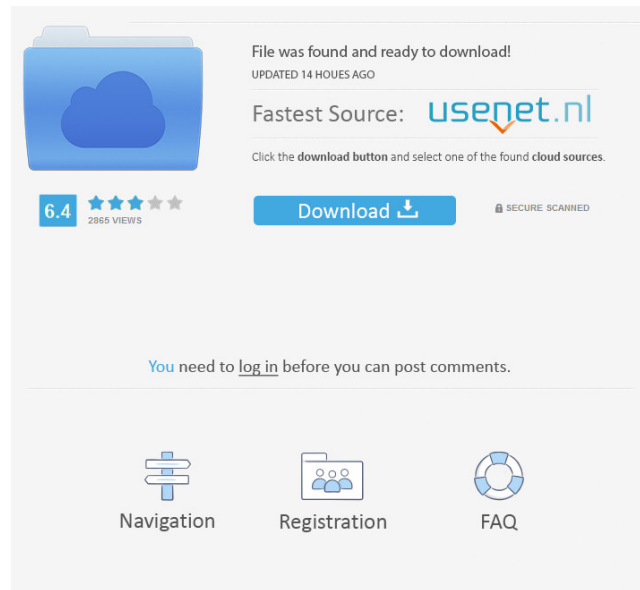 File was found and ready to download!
UPDATED 14 HOUES AGO
Fastest Source: usenet.nl
Click the download button and select one of the found cloud sources.
6.4
2865 VIEWS
Download
SECURE SCANNED
You need to log in before you can post comments.
Navigation
Registration
FAQ